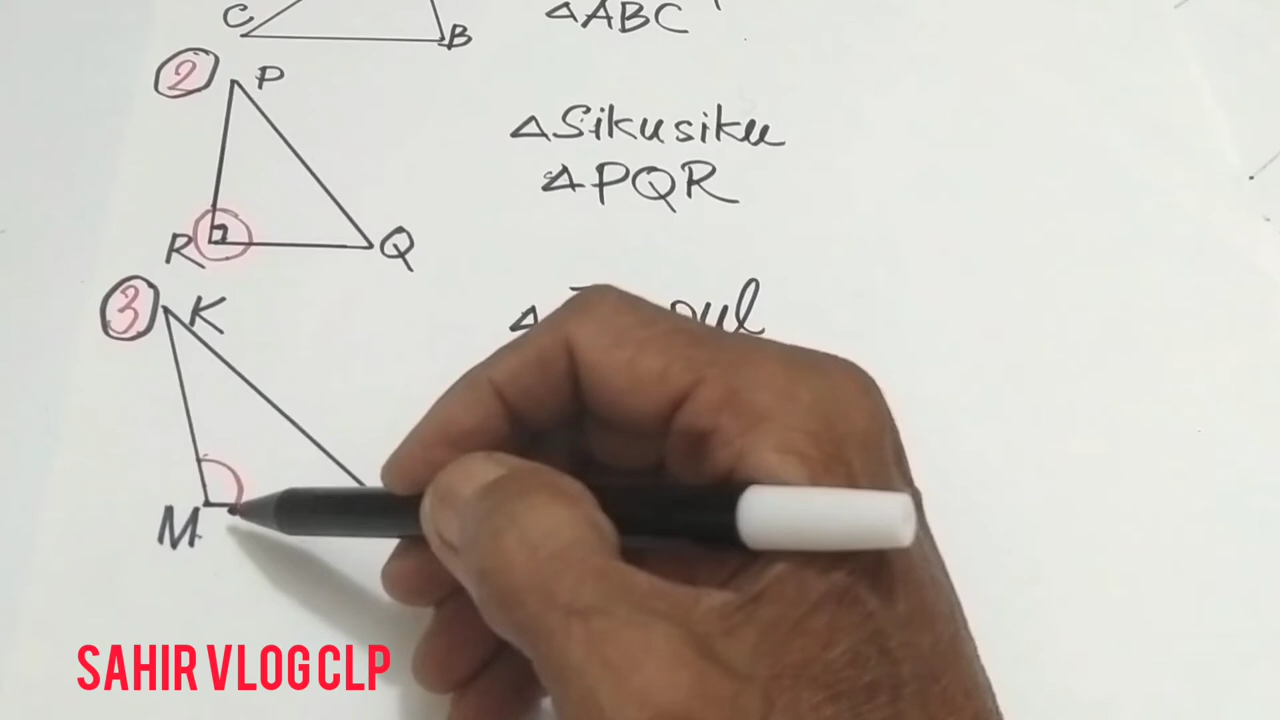 C B △ABC
2 P
△Sikusiku
△PQR
R Q
3 K
M
SAHIR VLOG CLP